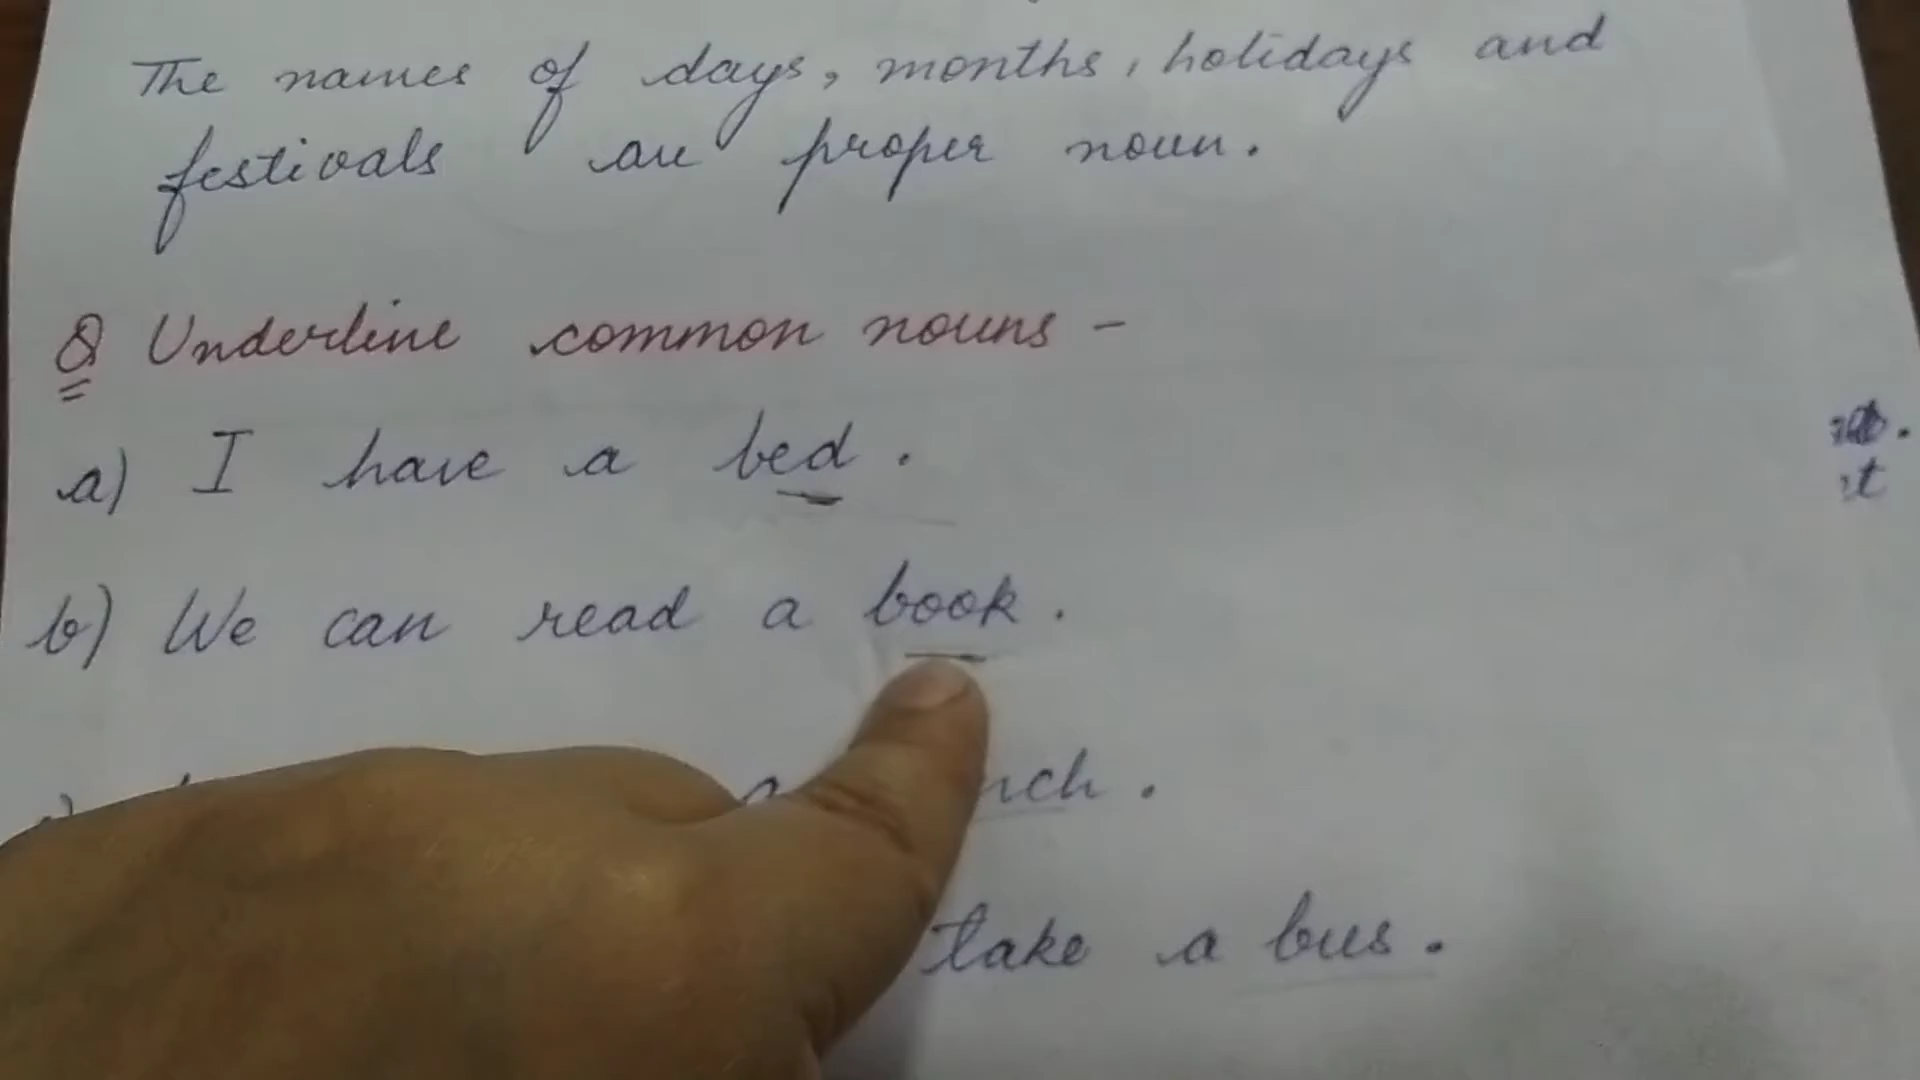 The names of days, months, holidays and
festivals are proper noun.
Q Underline common nouns -
a) I have a bed.
b) We can read a book.
take a bus.